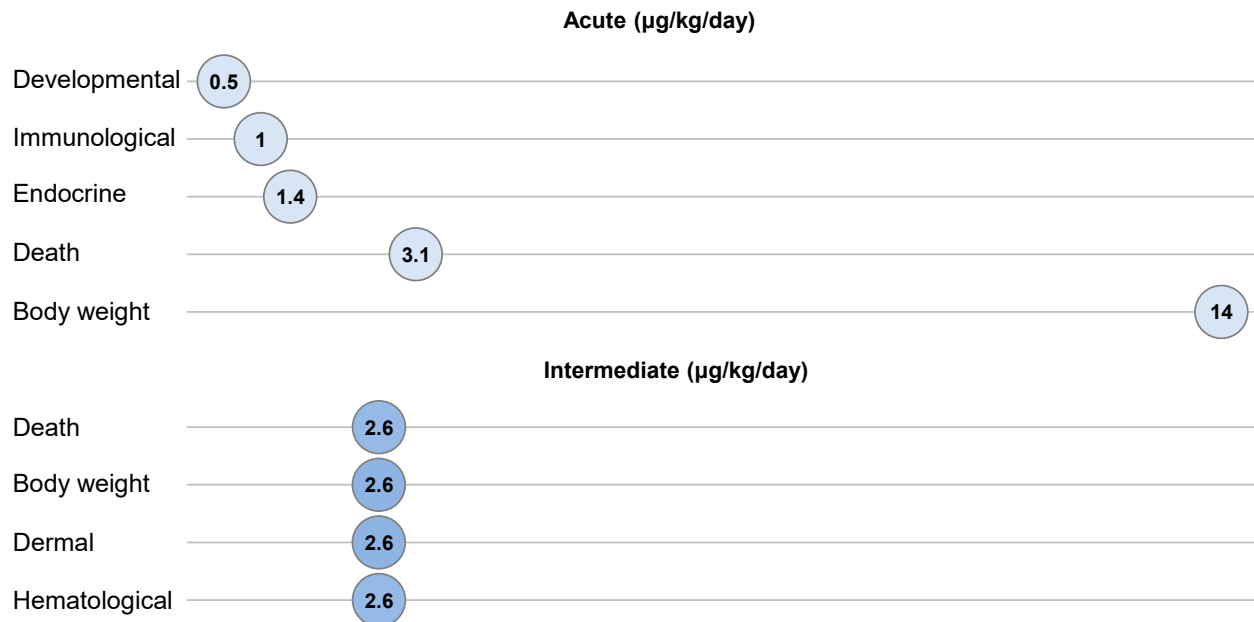 Acute (µg/kg/day)
Developmental 0.5
Immunological 1
Endocrine 1.4
Death 3.1
Body weight 14
Intermediate (µg/kg/day)
Death 2.6
Body weight 2.6
Dermal 2.6
Hematological 2.6